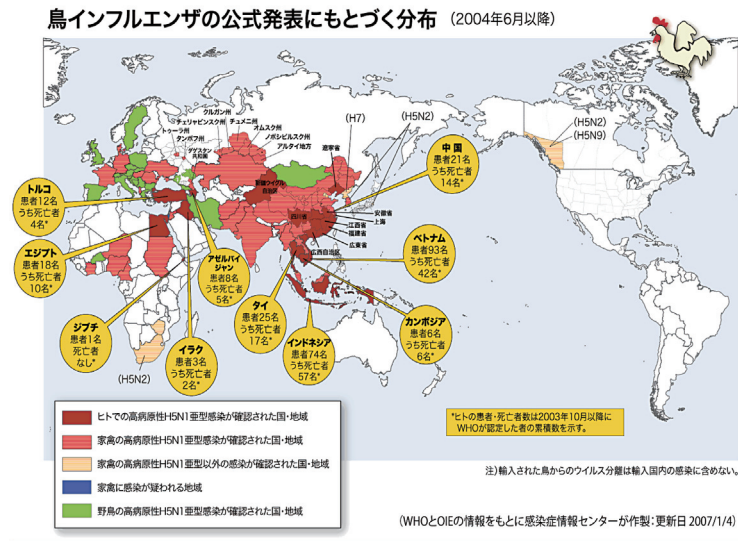 鳥インフルエンザの公式発表にもとづく分布 (2004年6月以降)
クルガン州
チェリャビンスク州 チュメニ州
トゥーラ州
オムスク州
タンボフ州
ノボシビルスク州
ダゲスタン
共和国
アルタイ地方
(H7)
(H5N2)
(H5N2)
(H5N9)
遼寧省
新疆ウイグル
自治区
四川省
安徽省
上海
江西省
福建省
広東省
広西自治区
中 国
患者21名
うち死亡者
14名*
トルコ
患者12名
うち死亡者
4名*
エジプト
患者18名
うち死亡者
10名*
アゼルバイ
ジャン
患者8名
うち死亡者
5名*
ベトナム
患者93名
うち死亡者
42名*
ジブチ
患者1名
死亡者
なし*
イラク
患者3名
うち死亡者
2名*
タイ
患者25名
うち死亡者
17名*
インドネシア
患者74名
うち死亡者
57名*
カンボジア
患者6名
うち死亡者
6名*
(H5N2)
ヒトでの高病原性H5N1亜型感染が確認された国・地域
家禽の高病原性H5N1亜型感染が確認された国・地域
家禽の高病原性H5N1亜型以外の感染が確認された国・地域
家禽に感染が疑われる地域
野鳥の高病原性H5N1亜型感染が確認された国・地域
*ヒトの患者・死亡者数は2003年10月以降に
WHOが認定した者の累積数を示す。
注)輸入された鳥からのウイルス分離は輸入国内の感染に含めない。
(WHOとOIEの情報をもとに感染症情報センターが作製:更新日 2007/1/4)